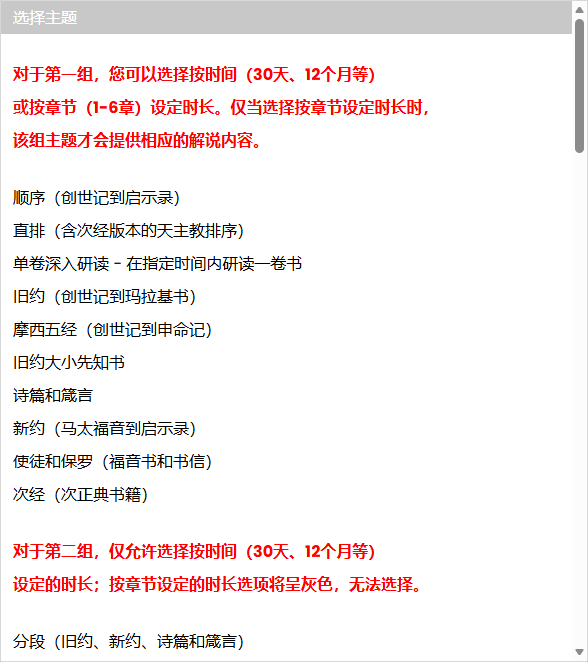 选择主题
对于第一组，您可以选择按时间（30天、12个月等）
或按章节（1-6章）设定时长。仅当选择按章节设定时长时，
该组主题才会提供相应的解说内容。
顺序（创世记到启示录）
直排（含次经版本的天主教排序）
单卷深入研读 - 在指定时间内研读一卷书
旧约（创世记到玛拉基书）
摩西五经（创世记到申命记）
旧约大小先知书
诗篇和箴言
新约（马太福音到启示录）
使徒和保罗（福音书和书信）
次经（次正典书籍）
对于第二组，仅允许选择按时间（30天、12个月等）
设定的时长；按章节设定的时长选项将呈灰色，无法选择。
分段（旧约、新约、诗篇和箴言）